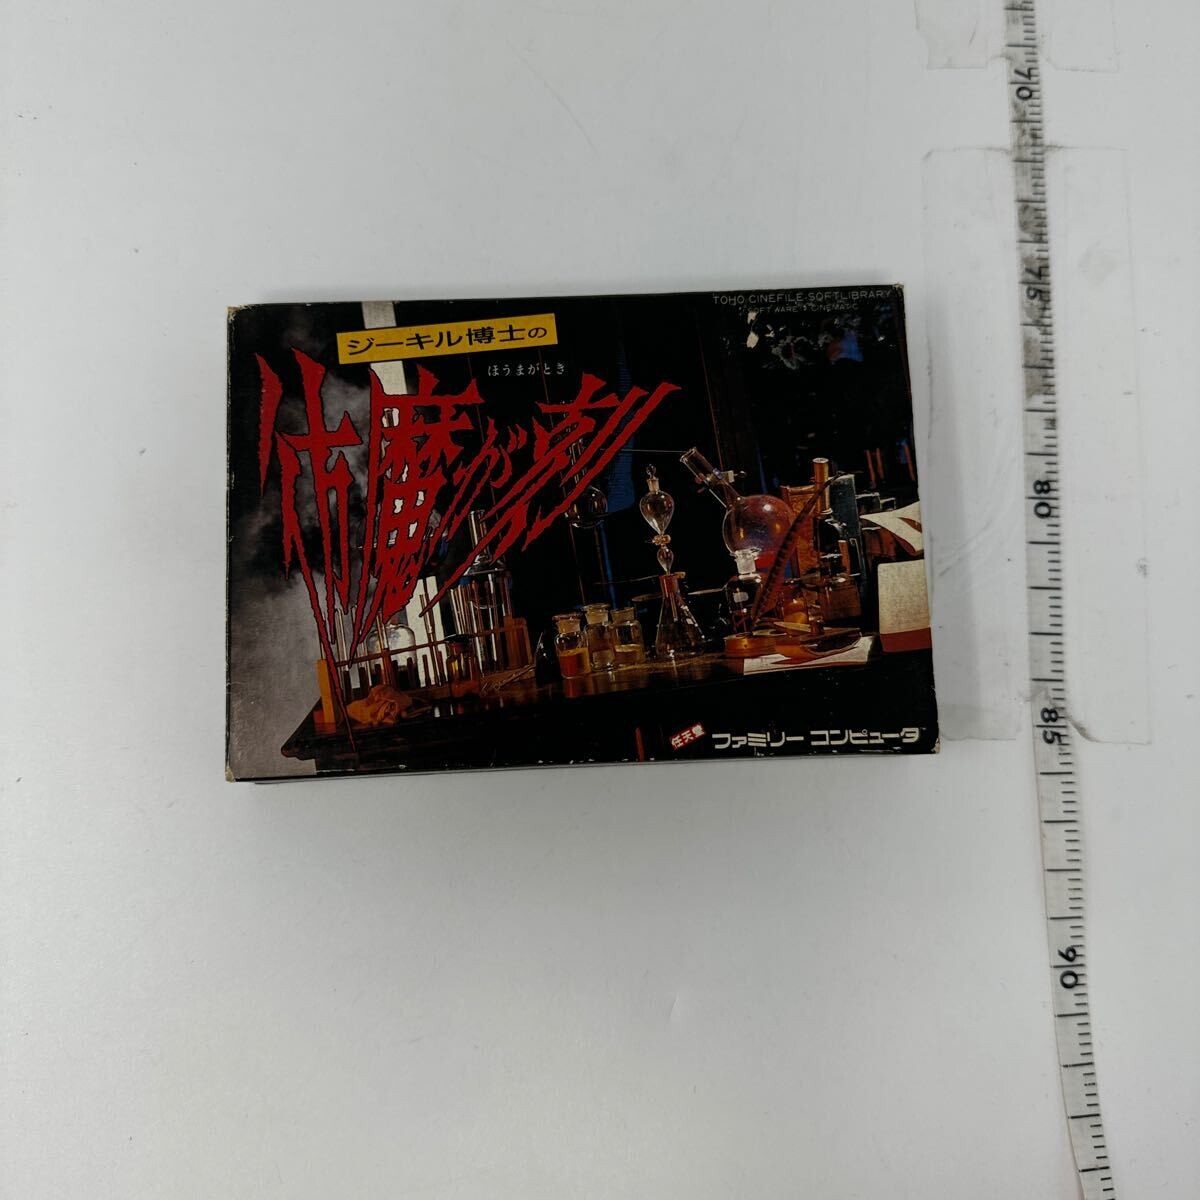 TOHO CINEFILE-SOFTLIBRARY
SOFTWARE & CINEMATIC
ジーキル博士の
ほうまがとき
彷魔が刻
任天堂
ファミリー コンピュータ
70
75
80
85
90